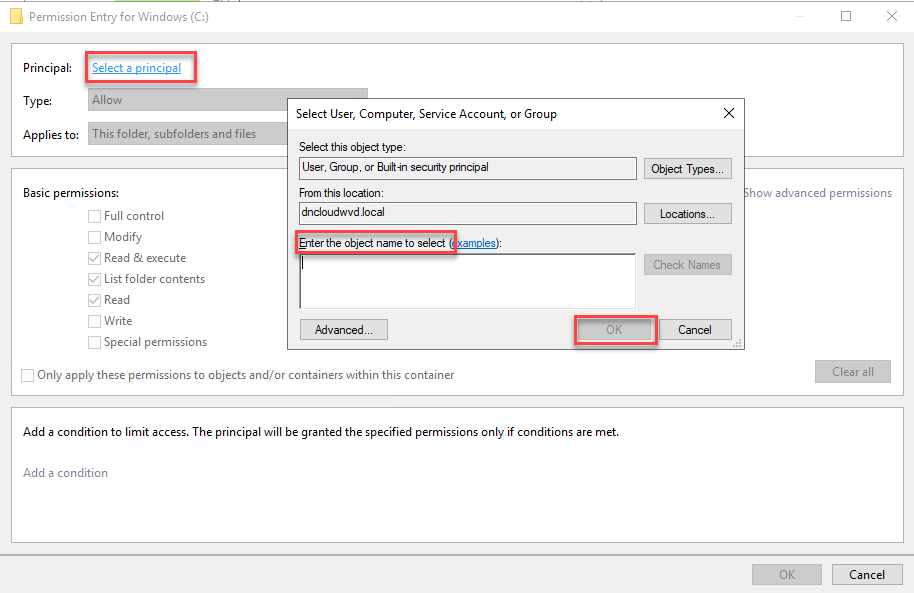 Permission Entry for Windows (C:)
Principal: Select a principal
Type: Allow
Applies to: This folder, subfolders and files
Select User, Computer, Service Account, or Group
Select this object type:
User, Group, or Built-in security principal
Object Types...
From this location:
dncloudwvd.local
Locations...
Enter the object name to select (examples):
Check Names
Advanced...
OK
Cancel
Basic permissions:
Show advanced permissions
Full control
Modify
Read & execute
List folder contents
Read
Write
Special permissions
Only apply these permissions to objects and/or containers within this container
Clear all
Add a condition to limit access. The principal will be granted the specified permissions only if conditions are met.
Add a condition
OK
Cancel